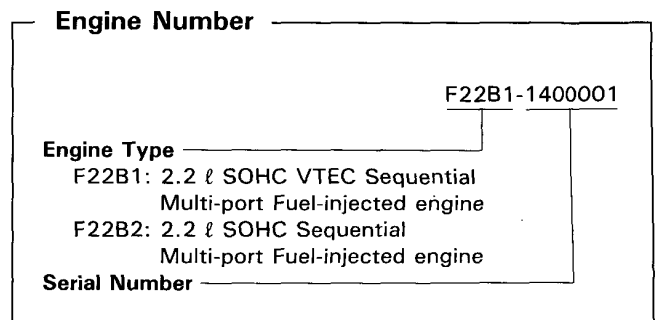 Engine Number
F22B1-1400001
Engine Type
F22B1: 2.2 ℓ SOHC VTEC Sequential
Multi-port Fuel-injected engine
F22B2: 2.2 ℓ SOHC Sequential
Multi-port Fuel-injected engine
Serial Number